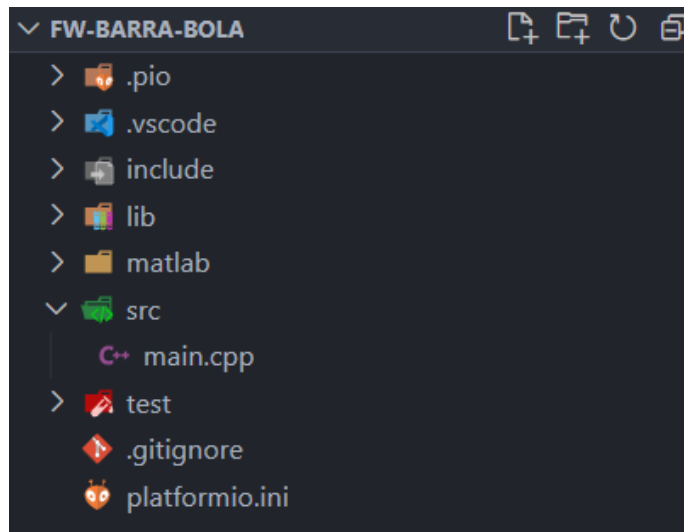 FW-BARRA-BOLA
.pio
.vscode
include
lib
matlab
src
C++ main.cpp
test
.gitignore
platformio.ini